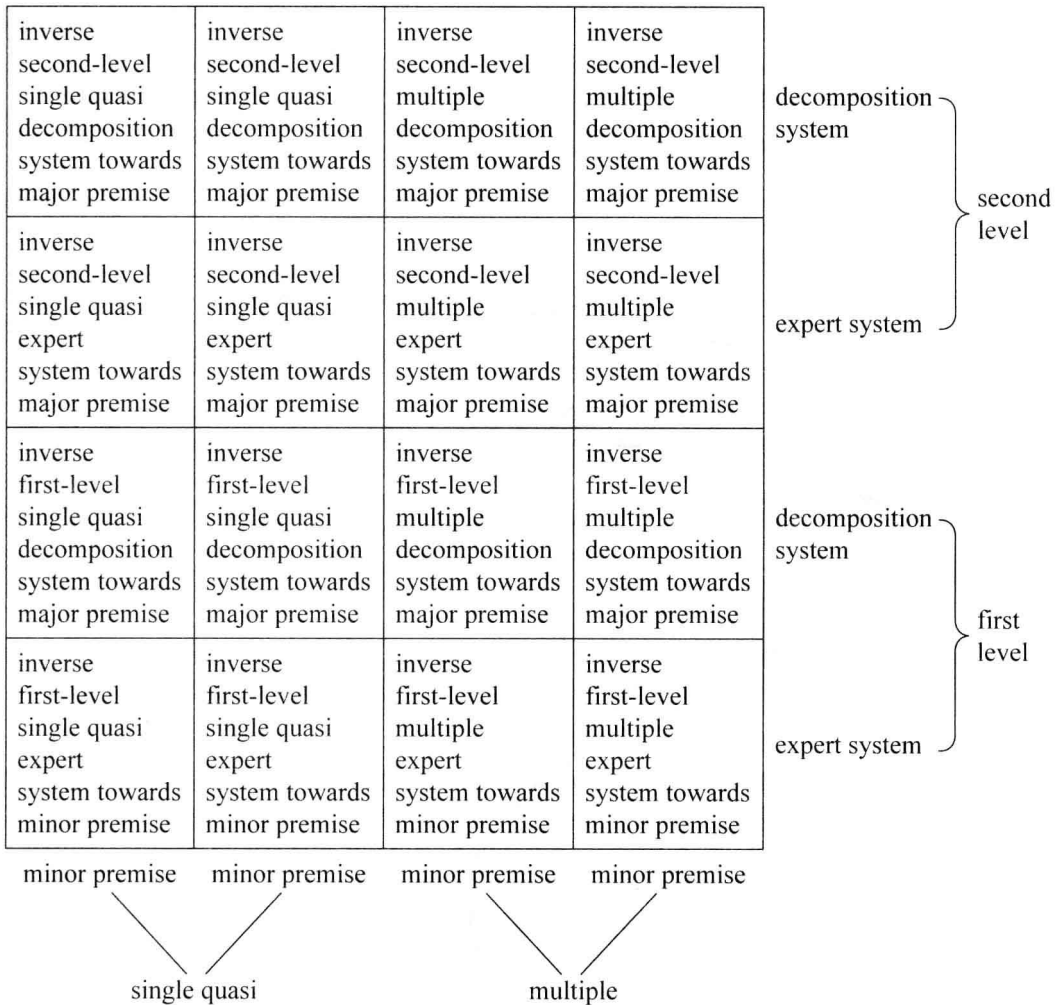 inverse
second-level
single quasi
decomposition
system towards
major premise
inverse
second-level
single quasi
decomposition
system towards
major premise
inverse
second-level
multiple
decomposition
system towards
major premise
inverse
second-level
multiple
decomposition
system towards
major premise
decomposition
system
inverse
second-level
single quasi
expert
system towards
major premise
inverse
second-level
single quasi
expert
system towards
major premise
inverse
second-level
multiple
expert
system towards
major premise
inverse
second-level
multiple
expert
system towards
major premise
expert system
second
level
inverse
first-level
single quasi
decomposition
system towards
major premise
inverse
first-level
single quasi
decomposition
system towards
major premise
inverse
first-level
multiple
decomposition
system towards
major premise
inverse
first-level
multiple
decomposition
system towards
major premise
decomposition
system
inverse
first-level
single quasi
expert
system towards
minor premise
inverse
first-level
single quasi
expert
system towards
minor premise
inverse
first-level
multiple
expert
system towards
minor premise
inverse
first-level
multiple
expert
system towards
minor premise
expert system
first
level
minor premise
minor premise
minor premise
minor premise
single quasi
multiple